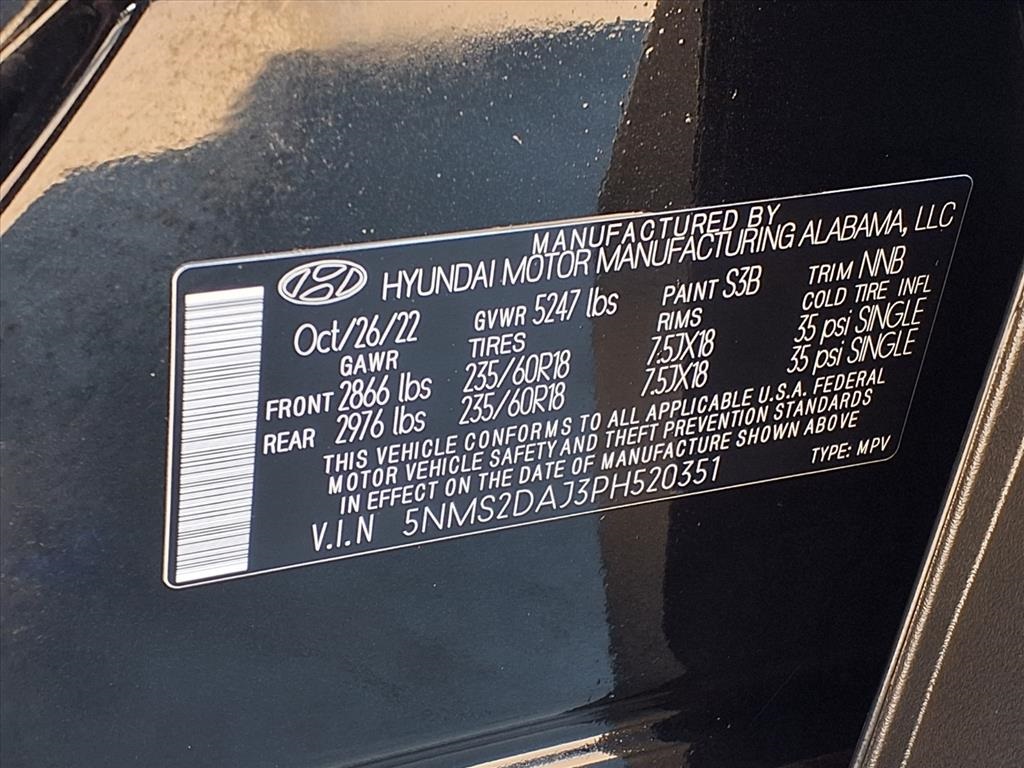 MANUFACTURED BY
HYUNDAI MOTOR MANUFACTURING ALABAMA, LLC
Oct/26/22 GVWR 5247 lbs PAINT S3B TRIM NNB
GAWR TIRES RIMS COLD TIRE INFL
FRONT 2866 lbs 235/60R18 7.5JX18 35 psi SINGLE
REAR 2976 lbs 235/60R18 7.5JX18 35 psi SINGLE
THIS VEHICLE CONFORMS TO ALL APPLICABLE U.S.A. FEDERAL
MOTOR VEHICLE SAFETY AND THEFT PREVENTION STANDARDS
IN EFFECT ON THE DATE OF MANUFACTURE SHOWN ABOVE
V.I.N 5NMS2DAJ3PH520351 TYPE: MPV